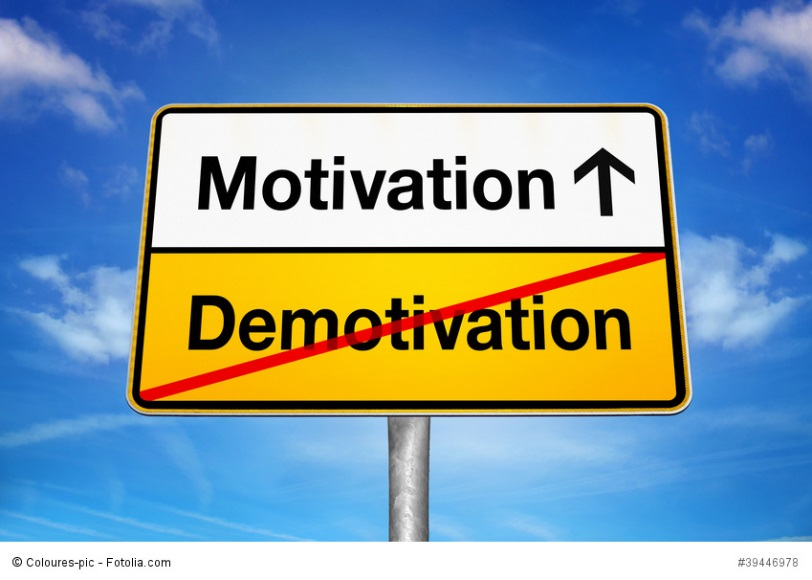 Motivation ↑
Demotivation
© Coloures-pic - Fotolia.com
#39446978